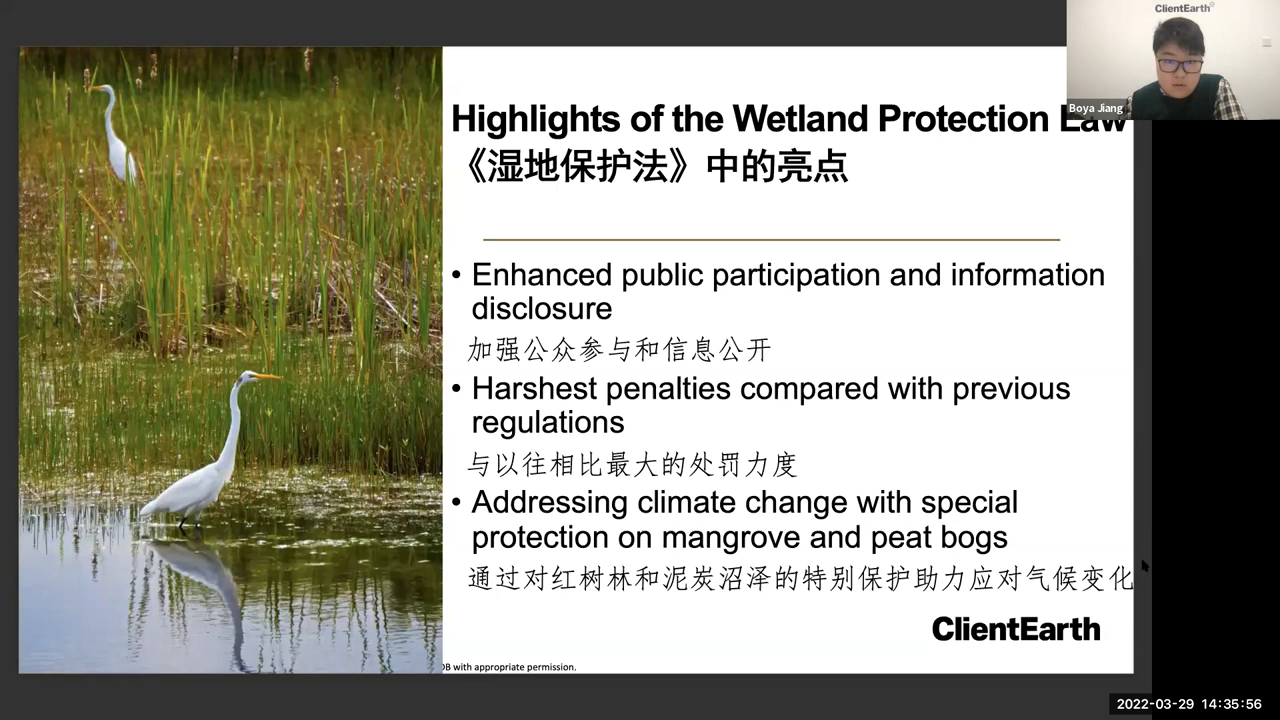 ClientEarth
Boya Jiang
Highlights of the Wetland Protection Law
《湿地保护法》中的亮点
• Enhanced public participation and information
disclosure
加强公众参与和信息公开
• Harshest penalties compared with previous
regulations
与以往相比最大的处罚力度
• Addressing climate change with special
protection on mangrove and peat bogs
通过对红树林和泥炭沼泽的特别保护助力应对气候变化
ClientEarth
with appropriate permission.
2022-03-29 14:35:56